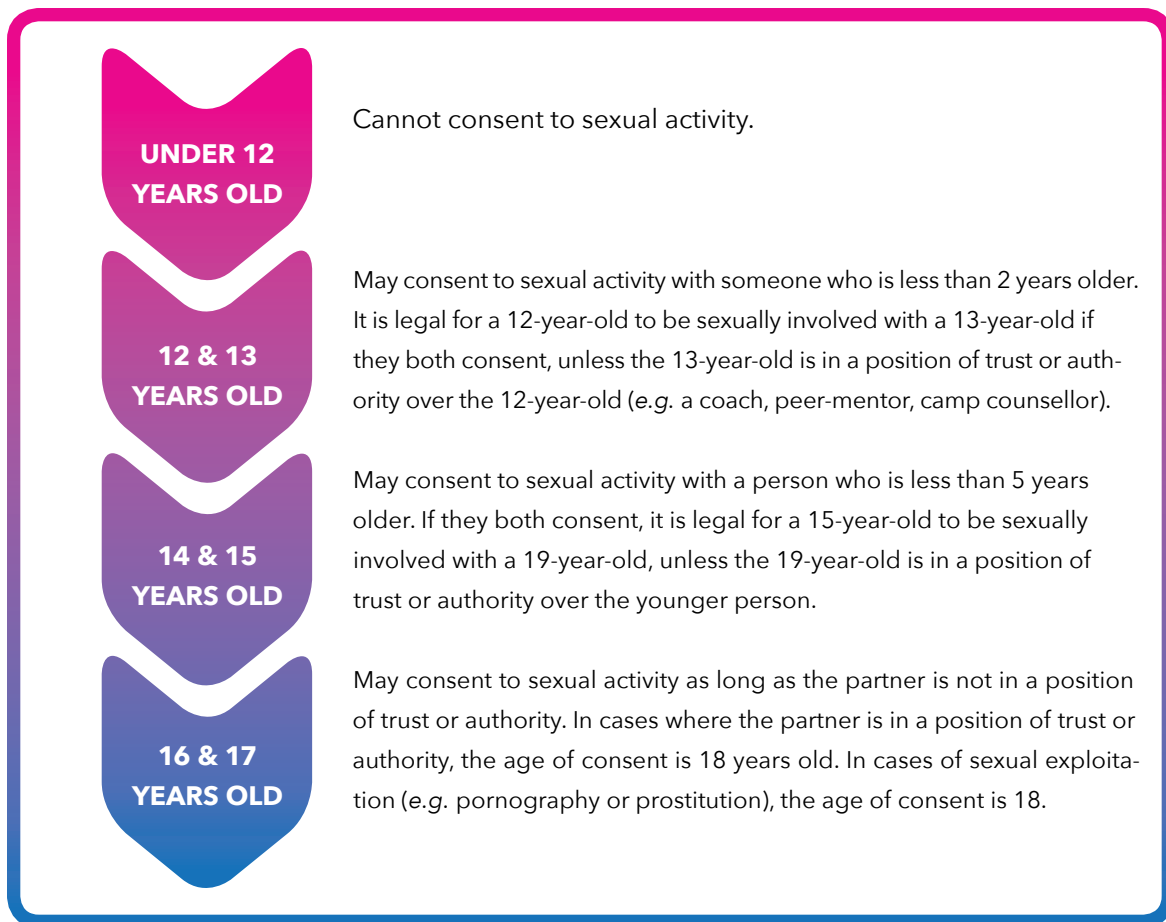 UNDER 12
YEARS OLD
Cannot consent to sexual activity.
12 & 13
YEARS OLD
May consent to sexual activity with someone who is less than 2 years older.
It is legal for a 12-year-old to be sexually involved with a 13-year-old if
they both consent, unless the 13-year-old is in a position of trust or auth-
ority over the 12-year-old (e.g. a coach, peer-mentor, camp counsellor).
14 & 15
YEARS OLD
May consent to sexual activity with a person who is less than 5 years
older. If they both consent, it is legal for a 15-year-old to be sexually
involved with a 19-year-old, unless the 19-year-old is in a position of
trust or authority over the younger person.
16 & 17
YEARS OLD
May consent to sexual activity as long as the partner is not in a position
of trust or authority. In cases where the partner is in a position of trust or
authority, the age of consent is 18 years old. In cases of sexual exploita-
tion (e.g. pornography or prostitution), the age of consent is 18.